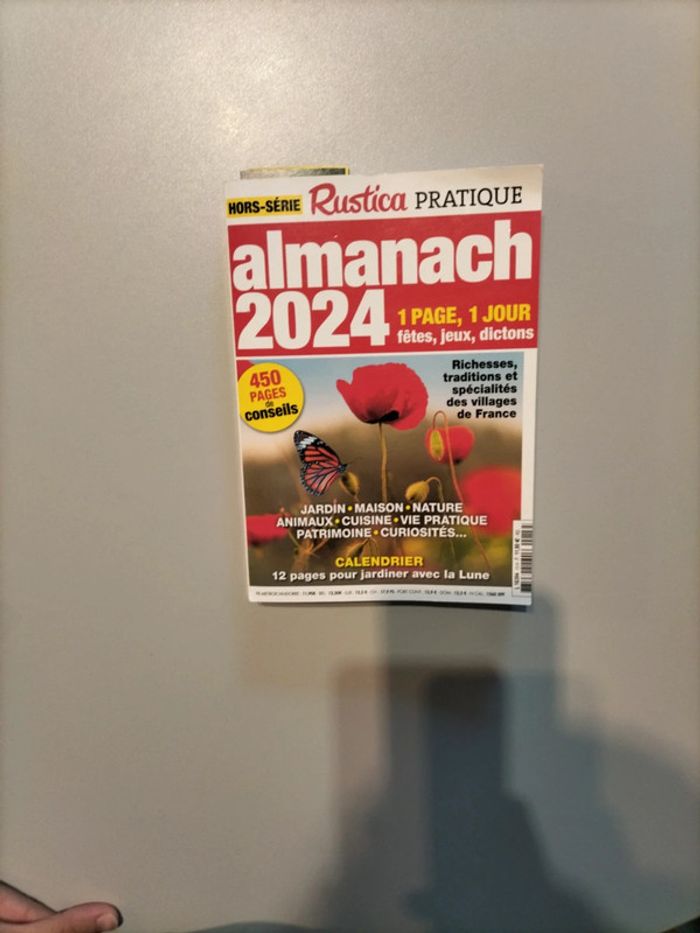 HORS-SÉRIE Rustica PRATIQUE
almanach
2024
1 PAGE, 1 JOUR
fêtes, jeux, dictons
450
PAGES
de
conseils
Richesses,
traditions et
spécialités
des villages
de France
JARDIN • MAISON • NATURE
ANIMAUX • CUISINE • VIE PRATIQUE
PATRIMOINE • CURIOSITÉS...
CALENDRIER
12 pages pour jardiner avec la Lune